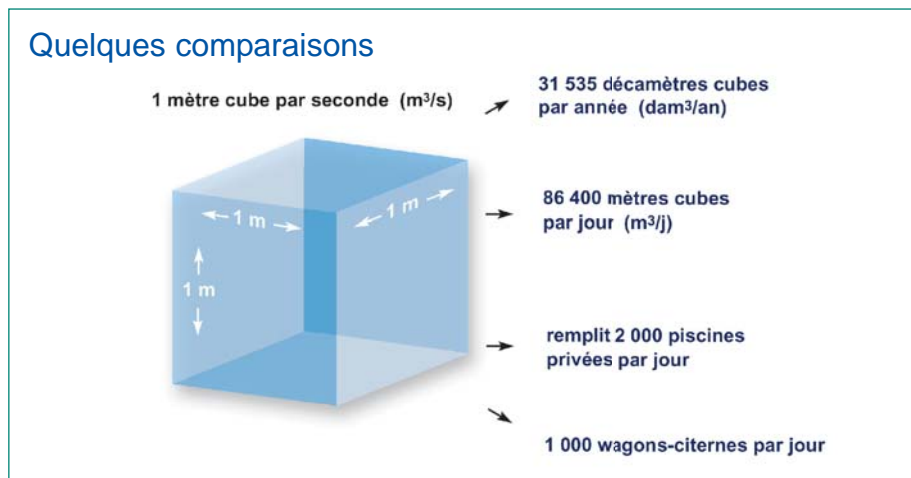 Quelques comparaisons
1 mètre cube par seconde (m³/s)
31 535 décamètres cubes
par année (dam³/an)
1 m
1 m
1 m
86 400 mètres cubes
par jour (m³/j)
remplit 2 000 piscines
privées par jour
1 000 wagons-citernes par jour